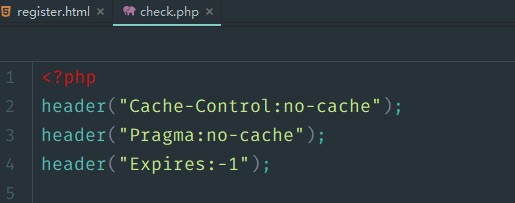 register.html × check.php ×
1 <?php
2 header("Cache-Control:no-cache");
3 header("Pragma:no-cache");
4 header("Expires:-1");
5